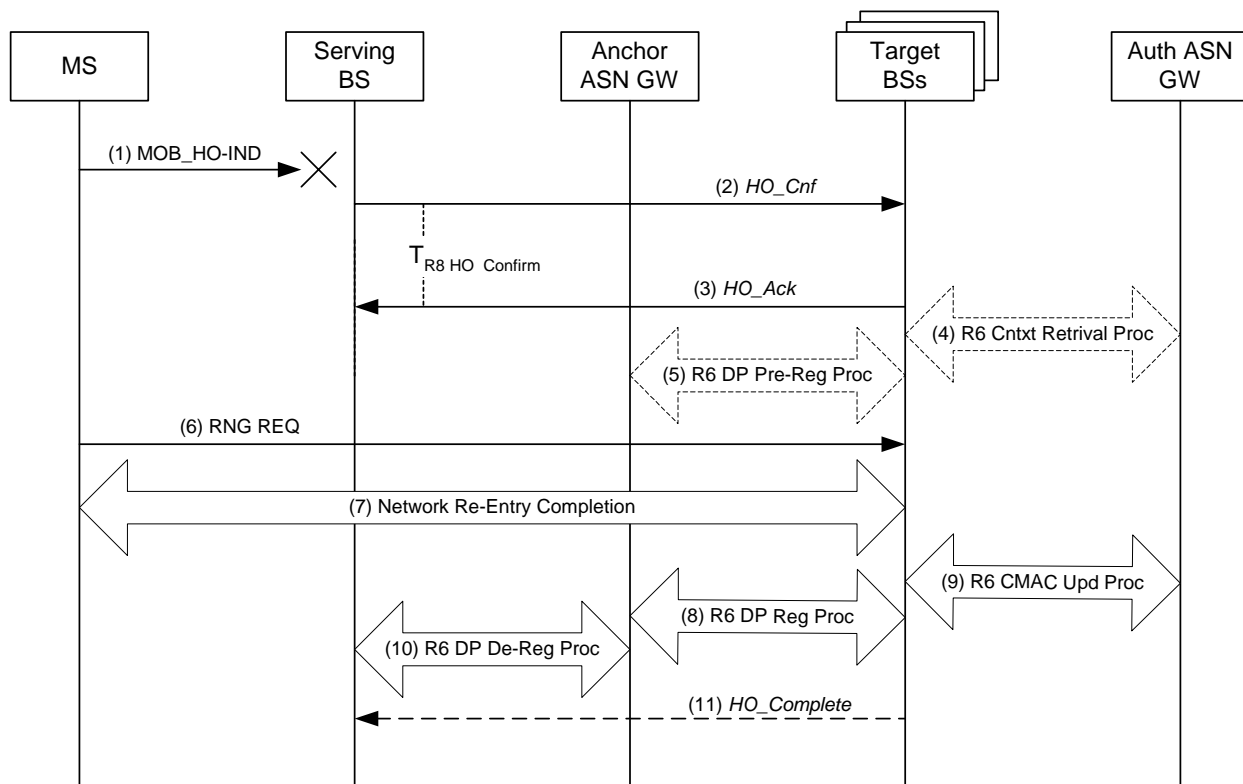 MS
Serving
BS
Anchor
ASN GW
Target
BSs
Auth ASN
GW
(1) MOB_HO-IND
(2) HO_Cnf
T R8 HO Confirm
(3) HO_Ack
(4) R6 Cntxt Retrival Proc
(5) R6 DP Pre-Reg Proc
(6) RNG REQ
(7) Network Re-Entry Completion
(9) R6 CMAC Upd Proc
(8) R6 DP Reg Proc
(10) R6 DP De-Reg Proc
(11) HO_Complete